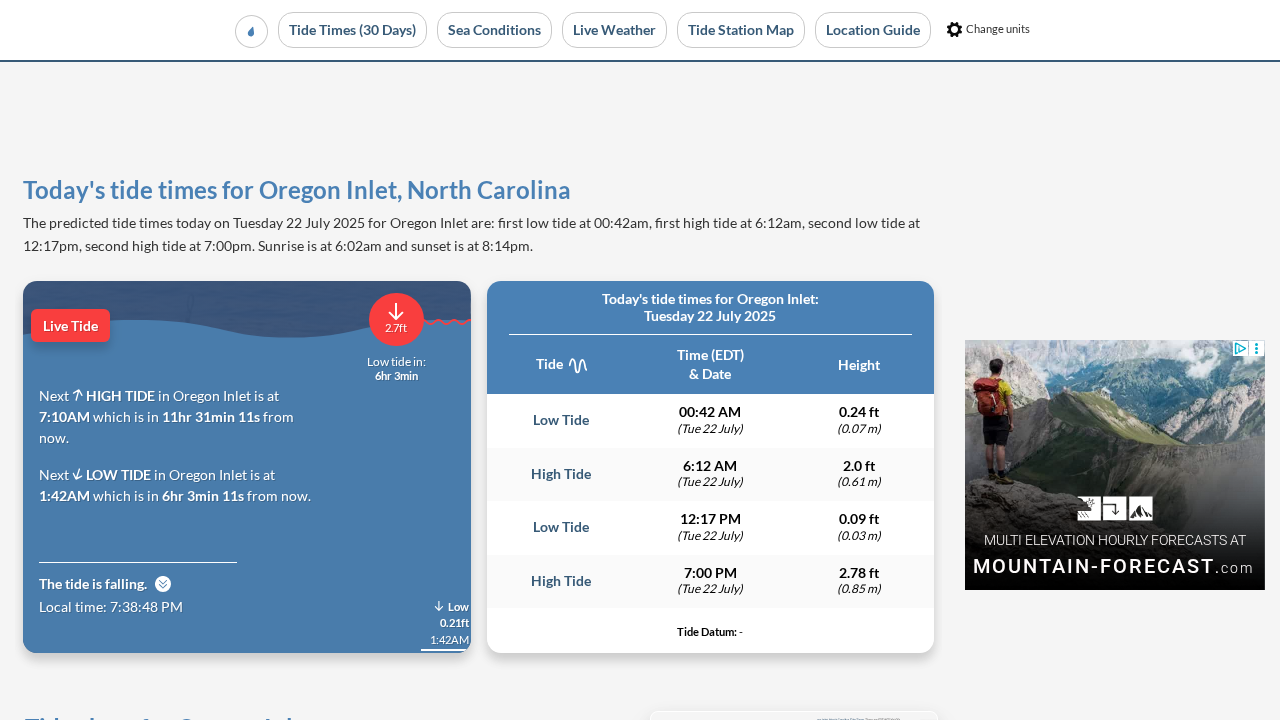 Tide Times (30 Days)
Sea Conditions
Live Weather
Tide Station Map
Location Guide
Change units
Today's tide times for Oregon Inlet, North Carolina
The predicted tide times today on Tuesday 22 July 2025 for Oregon Inlet are: first low tide at 00:42am, first high tide at 6:12am, second low tide at
12:17pm, second high tide at 7:00pm. Sunrise is at 6:02am and sunset is at 8:14pm.
Live Tide
2.7ft
Low tide in:
6hr 3min
Next HIGH TIDE in Oregon Inlet is at
7:10AM which is in 11hr 31min 11s from
now.
Next LOW TIDE in Oregon Inlet is at
1:42AM which is in 6hr 3min 11s from now.
The tide is falling.
Local time: 7:38:48 PM
Low
0.21ft
1:42AM
Today's tide times for Oregon Inlet:
Tuesday 22 July 2025
Tide
Time (EDT)
& Date
Height
Low Tide
00:42 AM
(Tue 22 July)
0.24 ft
(0.07 m)
High Tide
6:12 AM
(Tue 22 July)
2.0 ft
(0.61 m)
Low Tide
12:17 PM
(Tue 22 July)
0.09 ft
(0.03 m)
High Tide
7:00 PM
(Tue 22 July)
2.78 ft
(0.85 m)
Tide Datum: -
MULTI ELEVATION HOURLY FORECASTS AT
MOUNTAIN-FORECAST.com